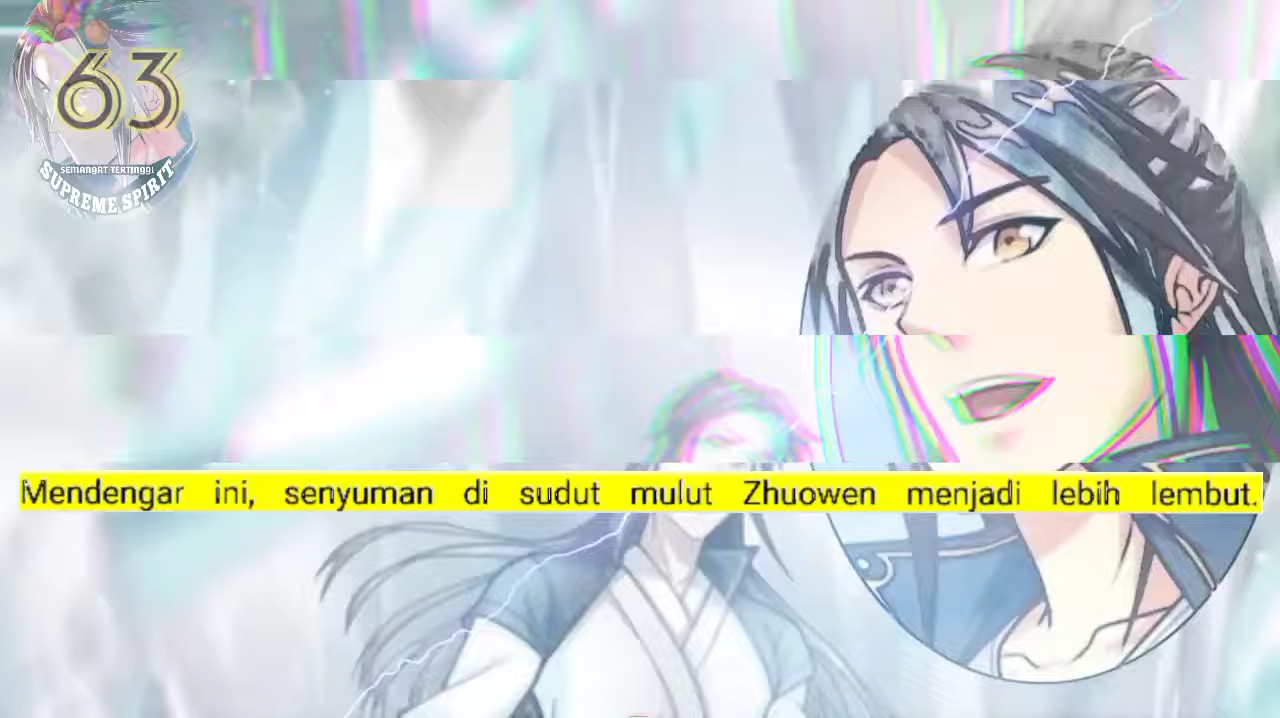 63
SEMANGAT TERTINGGI
SUPREME SPIRIT
Mendengar ini, senyuman di sudut mulut Zhuowen menjadi lebih lembut.